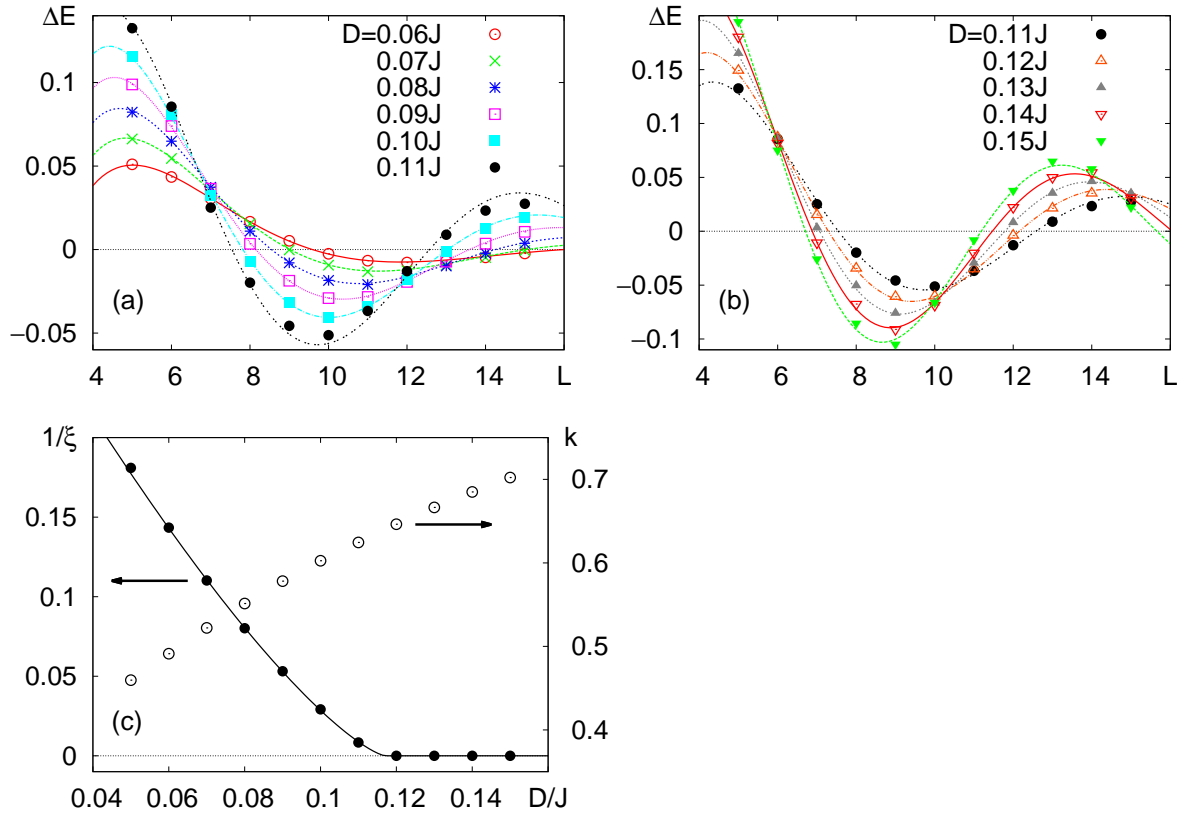 ΔE
D=0.06J
0.07J
0.08J
0.09J
0.10J
0.11J
0.1
0.05
0
−0.05
(a)
4 6 8 10 12 14 L
ΔE
D=0.11J
0.12J
0.13J
0.14J
0.15J
0.15
0.1
0.05
0
−0.05
−0.1
(b)
4 6 8 10 12 14 L
1/ξ
k
0.15
0.1
0.05
0
0.7
0.6
0.5
0.4
(c)
0.04 0.06 0.08 0.1 0.12 0.14 D/J